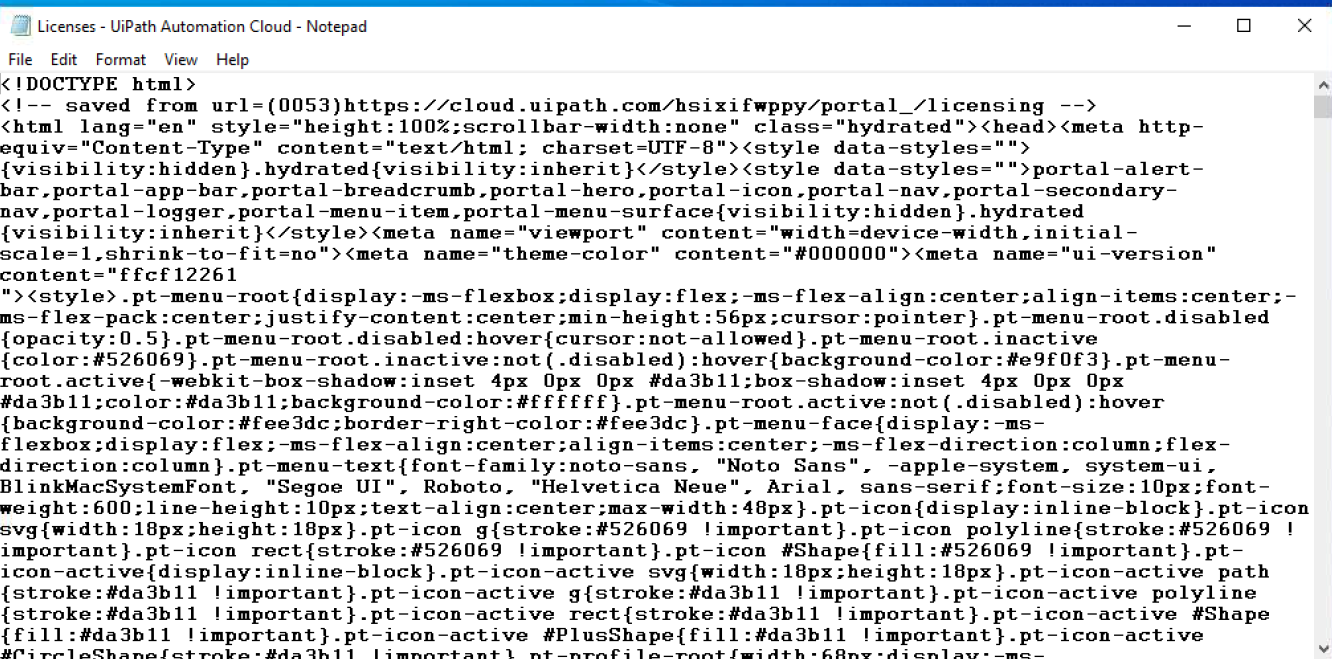 Licenses - UiPath Automation Cloud - Notepad
File Edit Format View Help
<!DOCTYPE html>
<!-- saved from url=(0053)https://cloud.uipath.com/hsixifwppy/portal_/licensing -->
<html lang="en" style="height:100%;scrollbar-width:none" class="hydrated"><head><meta http-
equiv="Content-Type" content="text/html; charset=UTF-8"><style data-styles="">
{visibility:hidden}.hydrated{visibility:inherit}</style><style data-styles="">portal-alert-
bar,portal-app-bar,portal-breadcrumb,portal-hero,portal-icon,portal-nav,portal-secondary-
nav,portal-logger,portal-menu-item,portal-menu-surface{visibility:hidden}.hydrated
{visibility:inherit}</style><meta name="viewport" content="width=device-width,initial-
scale=1,shrink-to-fit=no"><meta name="theme-color" content="#000000"><meta name="ui-version"
content="ffcf12261
"><style>.pt-menu-root{display:-ms-flexbox;display:flex;-ms-flex-align:center;align-items:center;-
ms-flex-pack:center;justify-content:center;min-height:56px;cursor:pointer}.pt-menu-root.disabled
{opacity:0.5}.pt-menu-root.disabled:hover{cursor:not-allowed}.pt-menu-root.inactive
{color:#526069}.pt-menu-root.inactive:not(.disabled):hover{background-color:#e9f0f3}.pt-menu-
root.active{-webkit-box-shadow:inset 4px 0px 0px #da3b11;box-shadow:inset 4px 0px 0px
#da3b11;color:#da3b11;background-color:#ffffff}.pt-menu-root.active:not(.disabled):hover
{background-color:#fee3dc;border-right-color:#fee3dc}.pt-menu-face{display:-ms-
flexbox;display:flex;-ms-flex-align:center;align-items:center;-ms-flex-direction:column;flex-
direction:column}.pt-menu-text{font-family:noto-sans, "Noto Sans", -apple-system, system-ui,
BlinkMacSystemFont, "Segoe UI", Roboto, "Helvetica Neue", Arial, sans-serif;font-size:10px;font-
weight:600;line-height:10px;text-align:center;max-width:48px}.pt-icon{display:inline-block}.pt-icon
svg{width:18px;height:18px}.pt-icon g{stroke:#526069 !important}.pt-icon polyline{stroke:#526069 !
important}.pt-icon rect{stroke:#526069 !important}.pt-icon #Shape{fill:#526069 !important}.pt-
icon-active{display:inline-block}.pt-icon-active svg{width:18px;height:18px}.pt-icon-active path
{stroke:#da3b11 !important}.pt-icon-active g{stroke:#da3b11 !important}.pt-icon-active polyline
{stroke:#da3b11 !important}.pt-icon-active rect{stroke:#da3b11 !important}.pt-icon-active #Shape
{fill:#da3b11 !important}.pt-icon-active #PlusShape{fill:#da3b11 !important}.pt-icon-active
#CircleShape{stroke:#da3b11 !important}.pt-profile-root{width:68px;display:-ms-